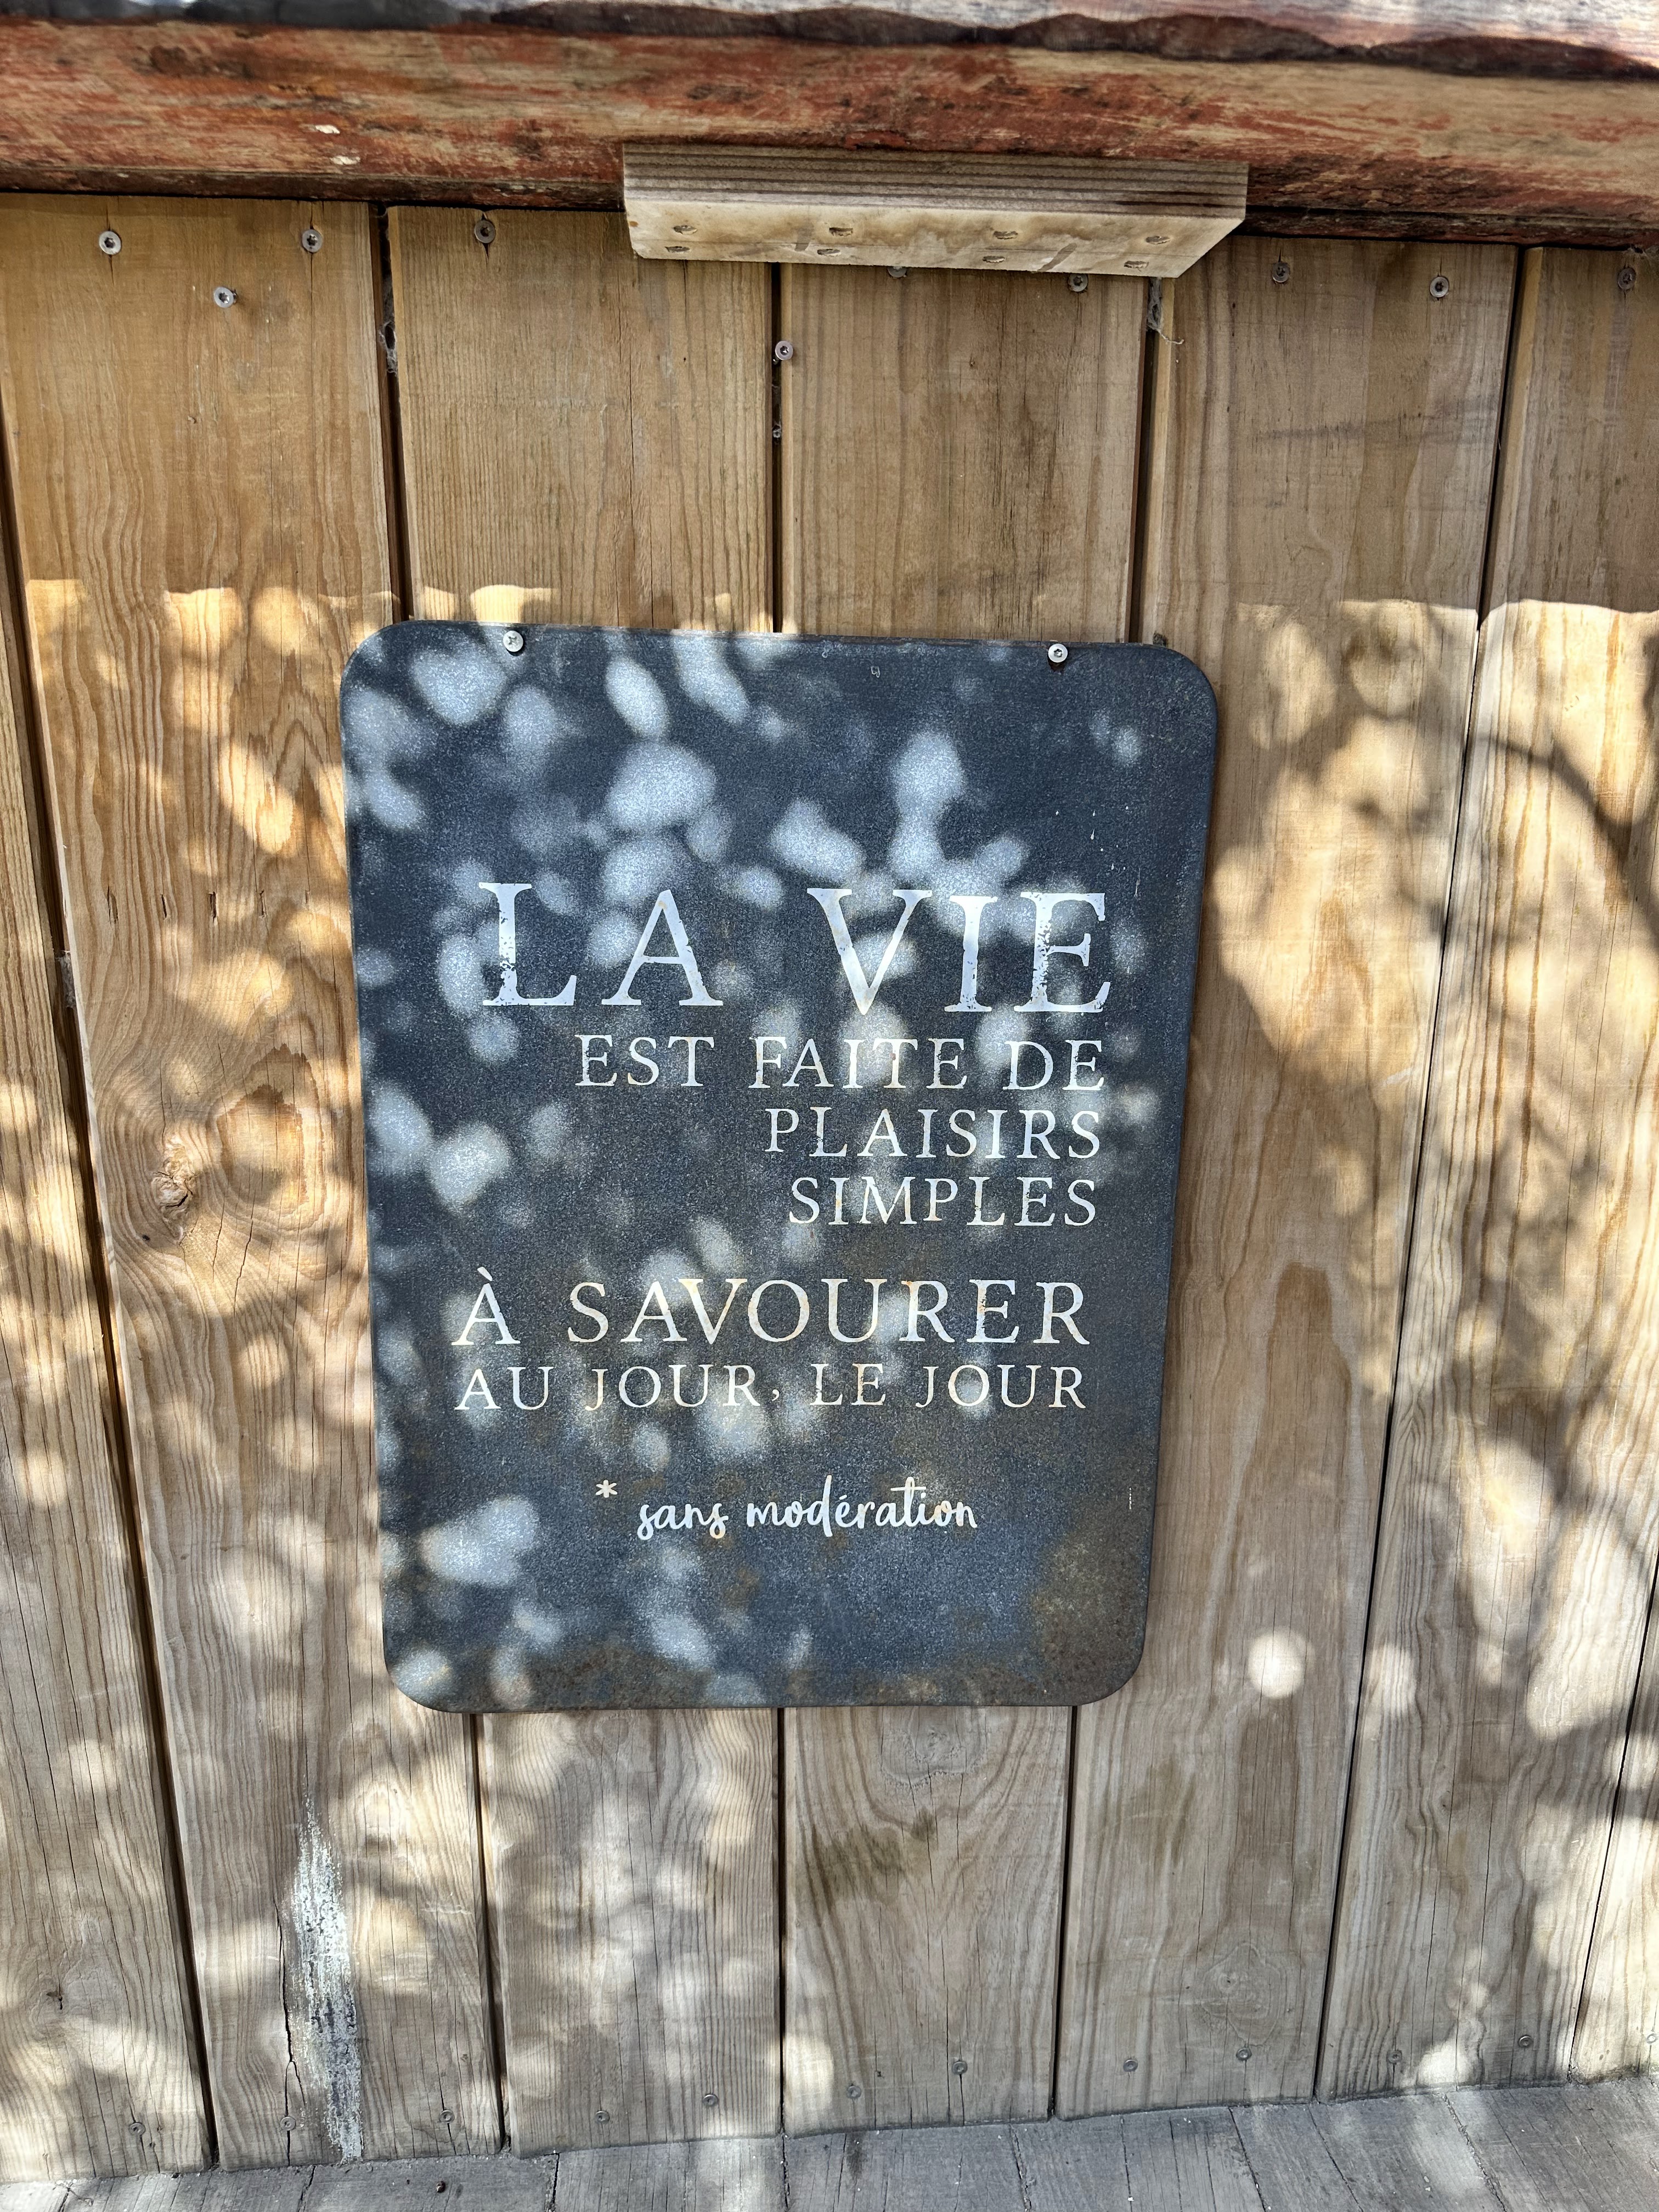 LA VIE
EST FAITE DE
PLAISIRS
SIMPLES
À SAVOURER
AU JOUR, LE JOUR
* sans modération